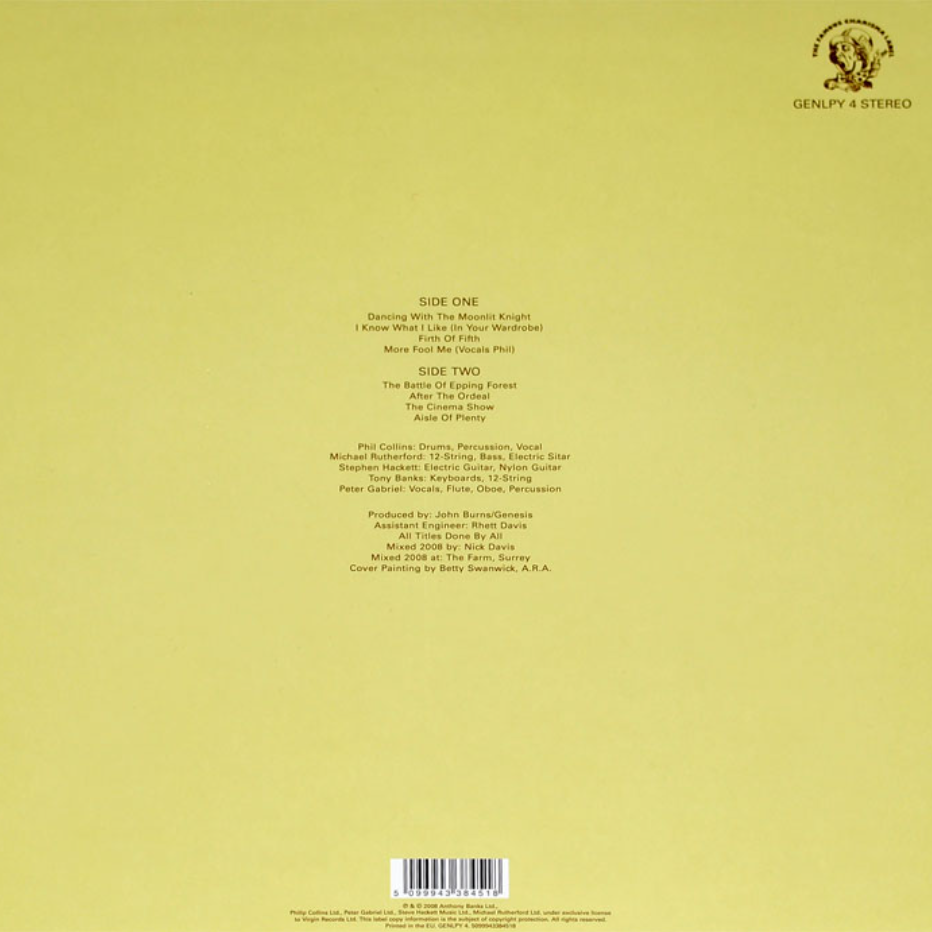 THE FAMOUS CHARISMA LABEL
GENLPY 4 STEREO
SIDE ONE
Dancing With The Moonlit Knight
I Know What I Like (In Your Wardrobe)
Firth Of Fifth
More Fool Me (Vocals Phil)
SIDE TWO
The Battle Of Epping Forest
After The Ordeal
The Cinema Show
Aisle Of Plenty
Phil Collins: Drums, Percussion, Vocal
Michael Rutherford: 12-String, Bass, Electric Sitar
Stephen Hackett: Electric Guitar, Nylon Guitar
Tony Banks: Keyboards, 12-String
Peter Gabriel: Vocals, Flute, Oboe, Percussion
Produced by: John Burns/Genesis
Assistant Engineer: Rhett Davis
All Titles Done By All
Mixed 2008 by: Nick Davis
Mixed 2008 at: The Farm, Surrey
Cover Painting by Betty Swanwick, A.R.A.
5 099943 384518
℗ & © 2008 Anthony Banks Ltd.,
Philip Collins Ltd., Peter Gabriel Ltd., Steve Hackett Music Ltd., Michael Rutherford Ltd. under exclusive license
to Virgin Records Ltd. This label copy information is the subject of copyright protection. All rights reserved.
Printed in the EU. GENLPY 4. 5099943384518